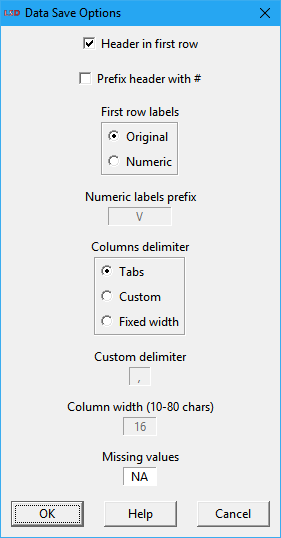 Data Save Options
Header in first row
Prefix header with #
First row labels
Original
Numeric
Numeric labels prefix
V
Columns delimiter
Tabs
Custom
Fixed width
Custom delimiter
,
Column width (10-80 chars)
16
Missing values
NA
OK Help Cancel